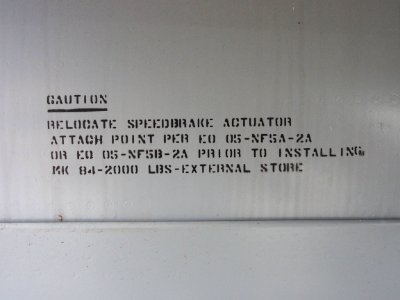 CAUTION
RELOCATE SPEEDBRAKE ACTUATOR
ATTACH POINT PER EO 05-NF5A-2A
OR EO 05-NF5B-2A PRIOR TO INSTALLING
MK 84-2000 LBS-EXTERNAL STORE